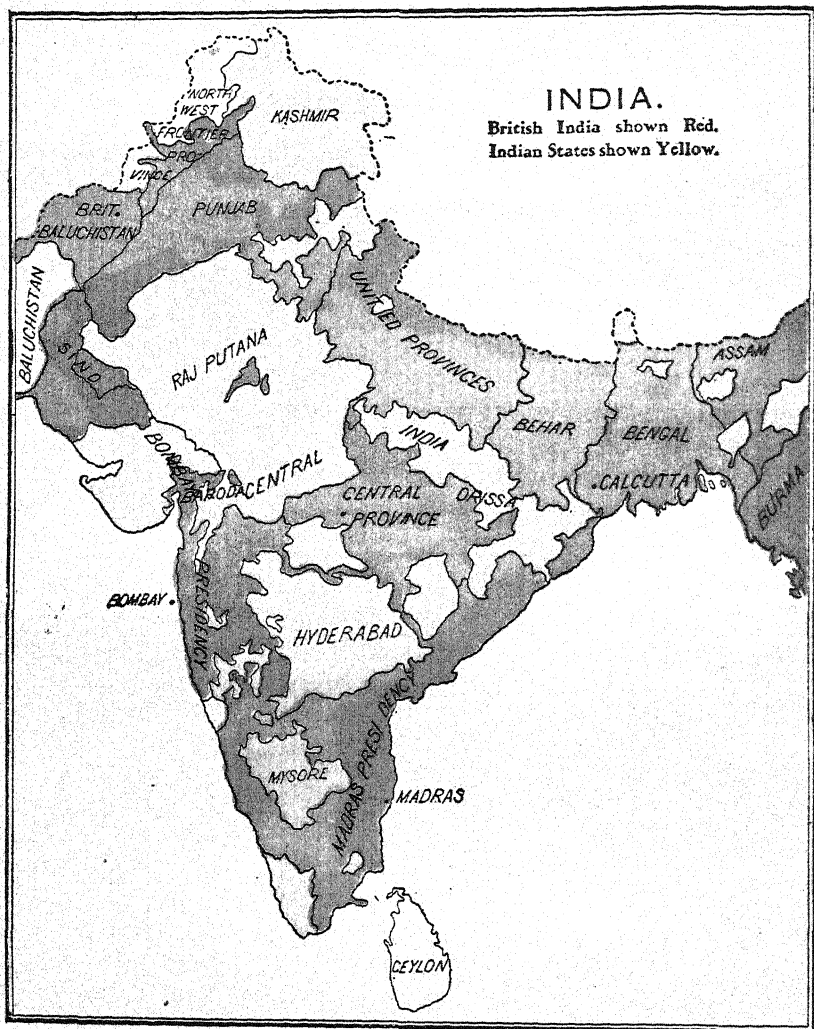 INDIA.
British India shown Red.
Indian States shown Yellow.
NORTH
WEST
FRONTIER
PRO
VINCE
KASHMIR
PUNJAB
BRIT.
BALUCHISTAN
BALUCHISTAN
SIND
RAJ PUTANA
UNITED PROVINCES
ASSAM
BEHAR
BENGAL
CALCUTTA
BURMA
CENTRAL
INDIA
BOMBAY
PRESIDENCY
BARODA
CENTRAL
PROVINCE
ORISSA
BOMBAY
HYDERABAD
MYSORE
MADRAS PRESIDENCY
MADRAS
CEYLON